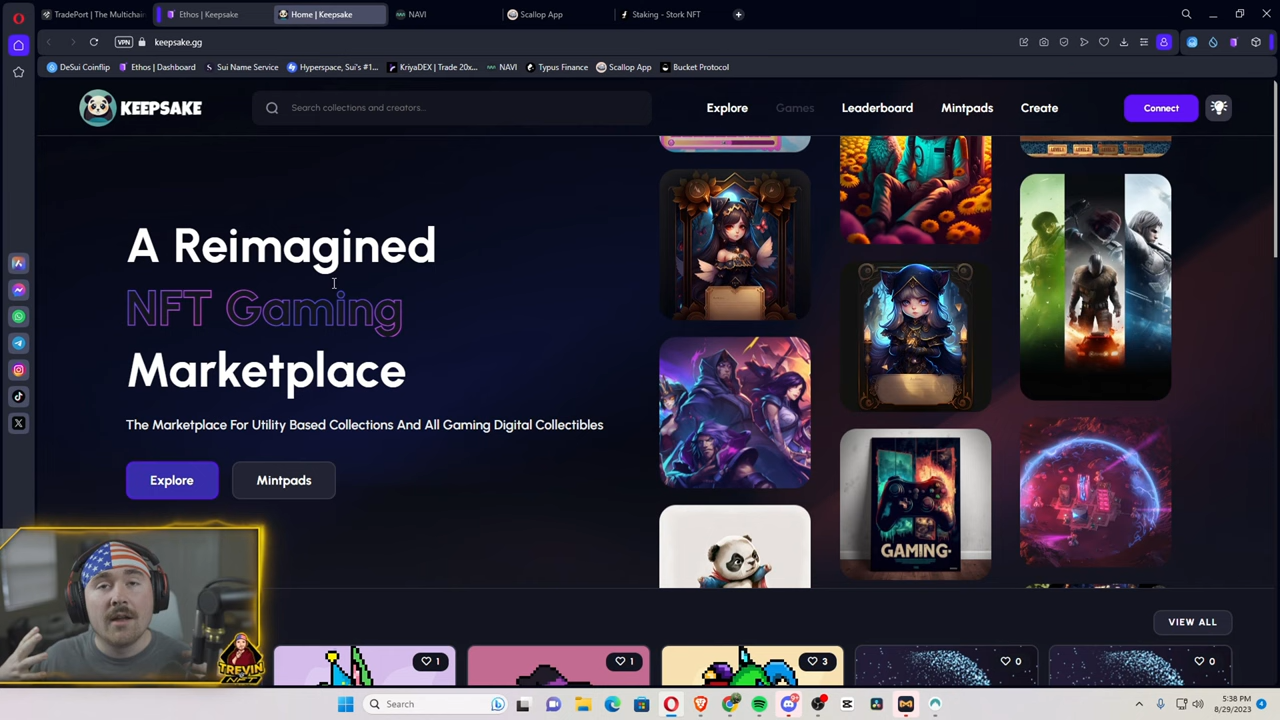 TradePort | The Multichain
Ethos | Keepsake
Home | Keepsake
NAVI
Scallop App
Staking - Stork NFT
VPN
keepsake.gg
DeSui Coinflip
Ethos | Dashboard
Sui Name Service
Hyperspace, Sui's #1...
KriyaDEX | Trade 20x...
NAVI
Typus Finance
Scallop App
Bucket Protocol
KEEPSAKE
Search collections and creators...
Explore
Games
Leaderboard
Mintpads
Create
Connect
A Reimagined
NFT Gaming
Marketplace
The Marketplace For Utility Based Collections And All Gaming Digital Collectibles
Explore
Mintpads
GAMING
VIEW ALL
1
1
3
0
0
TREVIN
NFT
Search
5:38 PM
8/29/2023